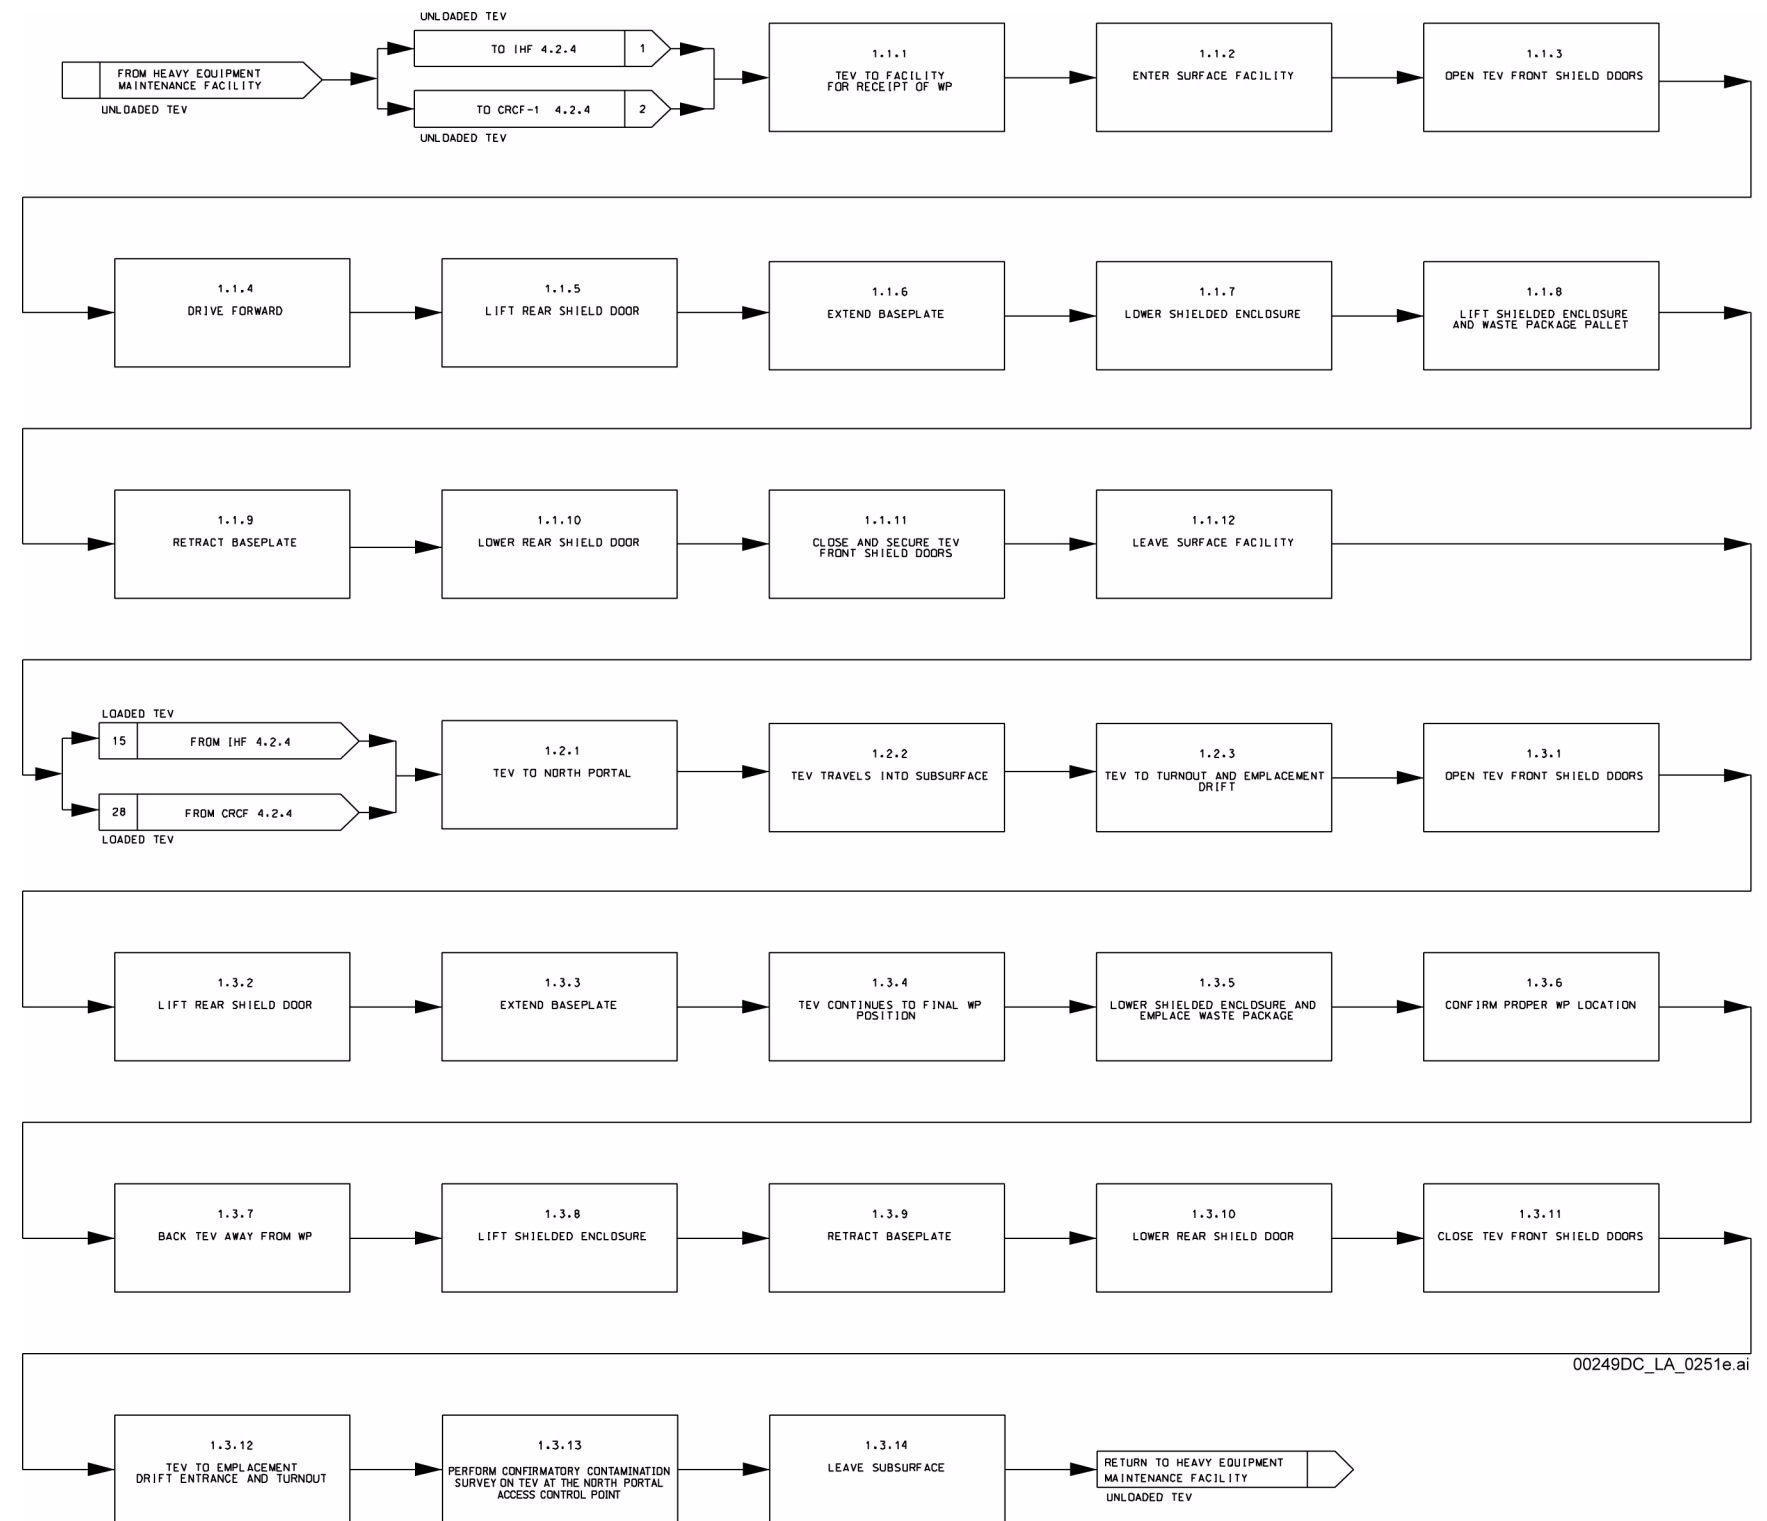 UNLOADED TEV
TO IHF 4.2.4
1
FROM HEAVY EQUIPMENT
MAINTENANCE FACILITY
UNLOADED TEV
TO CRCF-1 4.2.4
2
UNLOADED TEV
1.1.1
TEV TO FACILITY
FOR RECEIPT OF WP
1.1.2
ENTER SURFACE FACILITY
1.1.3
OPEN TEV FRONT SHIELD DOORS
1.1.4
DRIVE FORWARD
1.1.5
LIFT REAR SHIELD DOOR
1.1.6
EXTEND BASEPLATE
1.1.7
LOWER SHIELDED ENCLOSURE
1.1.8
LIFT SHIELDED ENCLOSURE
AND WASTE PACKAGE PALLET
1.1.9
RETRACT BASEPLATE
1.1.10
LOWER REAR SHIELD DOOR
1.1.11
CLOSE AND SECURE TEV
FRONT SHIELD DOORS
1.1.12
LEAVE SURFACE FACILITY
LOADED TEV
15
FROM IHF 4.2.4
28
FROM CRCF 4.2.4
LOADED TEV
1.2.1
TEV TO NORTH PORTAL
1.2.2
TEV TRAVELS INTO SUBSURFACE
1.2.3
TEV TO TURNOUT AND EMPLACEMENT
DRIFT
1.3.1
OPEN TEV FRONT SHIELD DOORS
1.3.2
LIFT REAR SHIELD DOOR
1.3.3
EXTEND BASEPLATE
1.3.4
TEV CONTINUES TO FINAL WP
POSITION
1.3.5
LOWER SHIELDED ENCLOSURE AND
EMPLACE WASTE PACKAGE
1.3.6
CONFIRM PROPER WP LOCATION
1.3.7
BACK TEV AWAY FROM WP
1.3.8
LIFT SHIELDED ENCLOSURE
1.3.9
RETRACT BASEPLATE
1.3.10
LOWER REAR SHIELD DOOR
1.3.11
CLOSE TEV FRONT SHIELD DOORS
00249DC_LA_0251e.ai
1.3.12
TEV TO EMPLACEMENT
DRIFT ENTRANCE AND TURNOUT
1.3.13
PERFORM CONFIRMATORY CONTAMINATION
SURVEY ON TEV AT THE NORTH PORTAL
ACCESS CONTROL POINT
1.3.14
LEAVE SUBSURFACE
RETURN TO HEAVY EQUIPMENT
MAINTENANCE FACILITY
UNLOADED TEV